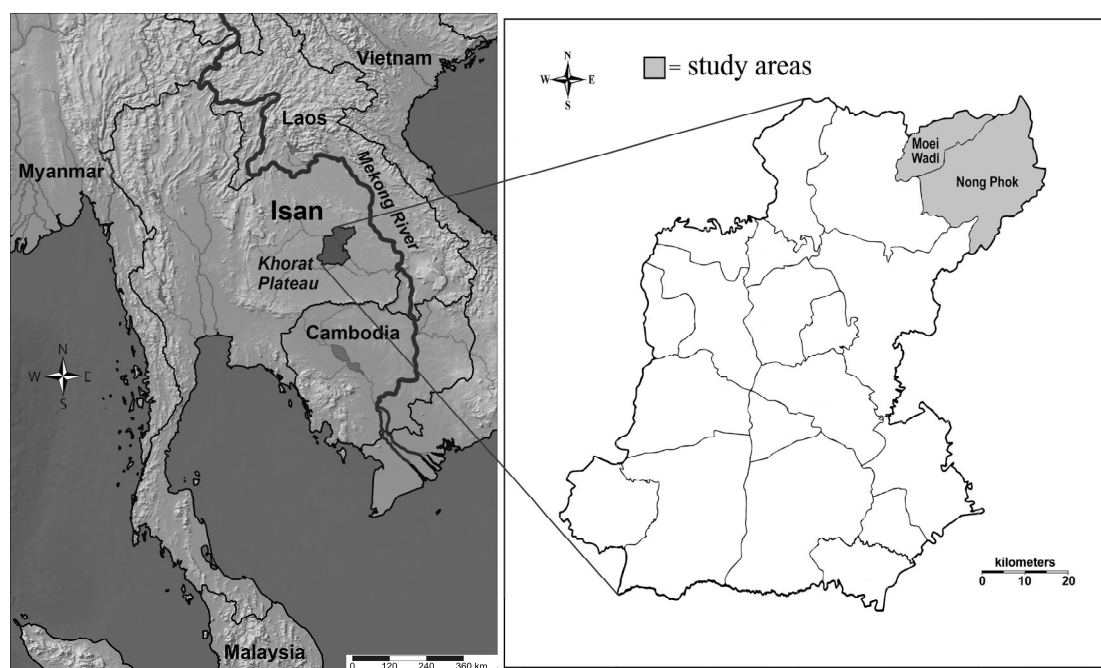 Vietnam
Laos
Myanmar
Mekong River
Isan
Khorat
Plateau
Cambodia
N
W E
S
Malaysia
0 120 240 360 km
N
W E
S
= study areas
Moei
Wadi
Nong Phok
kilometers
0 10 20